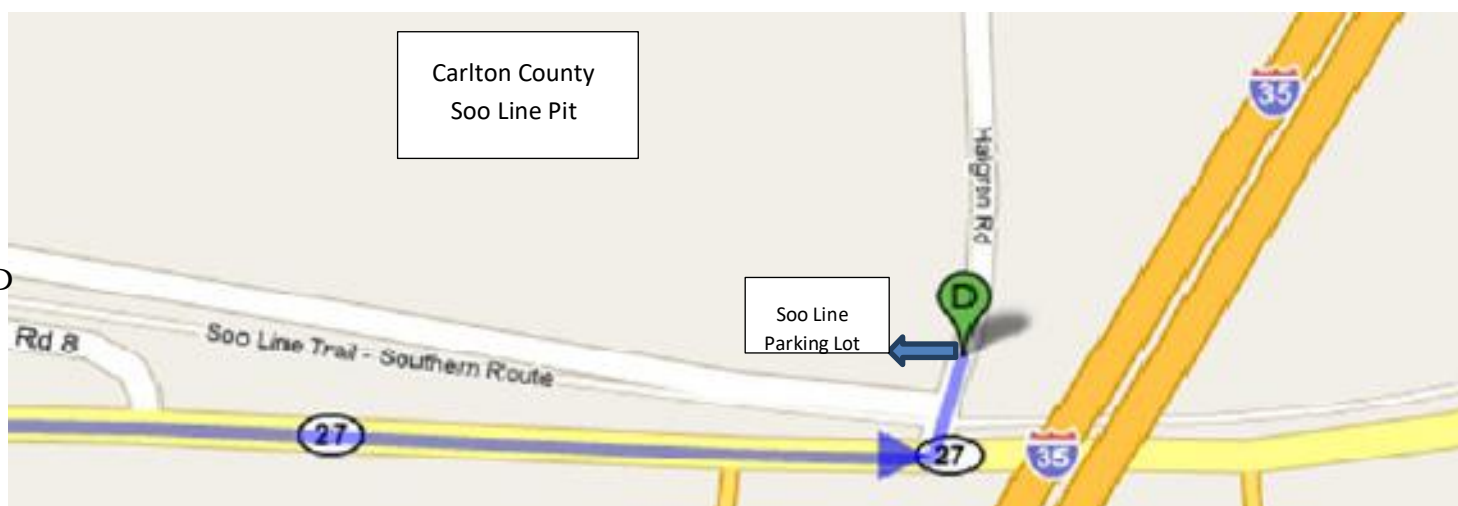 Carlton County
Soo Line Pit
35
Halgren Rd
D
Soo Line
Parking Lot
D
Rd 8
Soo Line Trail - Southern Route
27
27
35